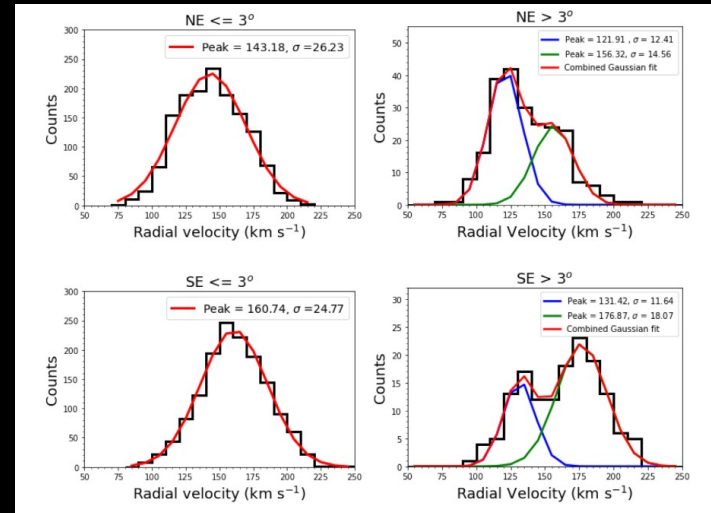 NE <= 3°
Peak = 143.18, σ =26.23
300
250
200
150
100
50
0
Counts
50 75 100 125 150 175 200 225 250
Radial velocity (km s⁻¹)
NE > 3°
Peak = 121.91 , σ = 12.41
Peak = 156.32, σ = 14.56
Combined Gaussian fit
50
40
30
20
10
0
Counts
50 75 100 125 150 175 200 225 250
Radial Velocity (km s⁻¹)
SE <= 3°
Peak = 160.74, σ =24.77
300
250
200
150
100
50
0
Counts
50 75 100 125 150 175 200 225 250
Radial velocity (km s⁻¹)
SE > 3°
Peak = 131.42, σ = 11.64
Peak = 176.87, σ = 18.07
Combined Gaussian fit
30
25
20
15
10
5
0
Counts
50 75 100 125 150 175 200 225 250
Radial Velocity (km s⁻¹)